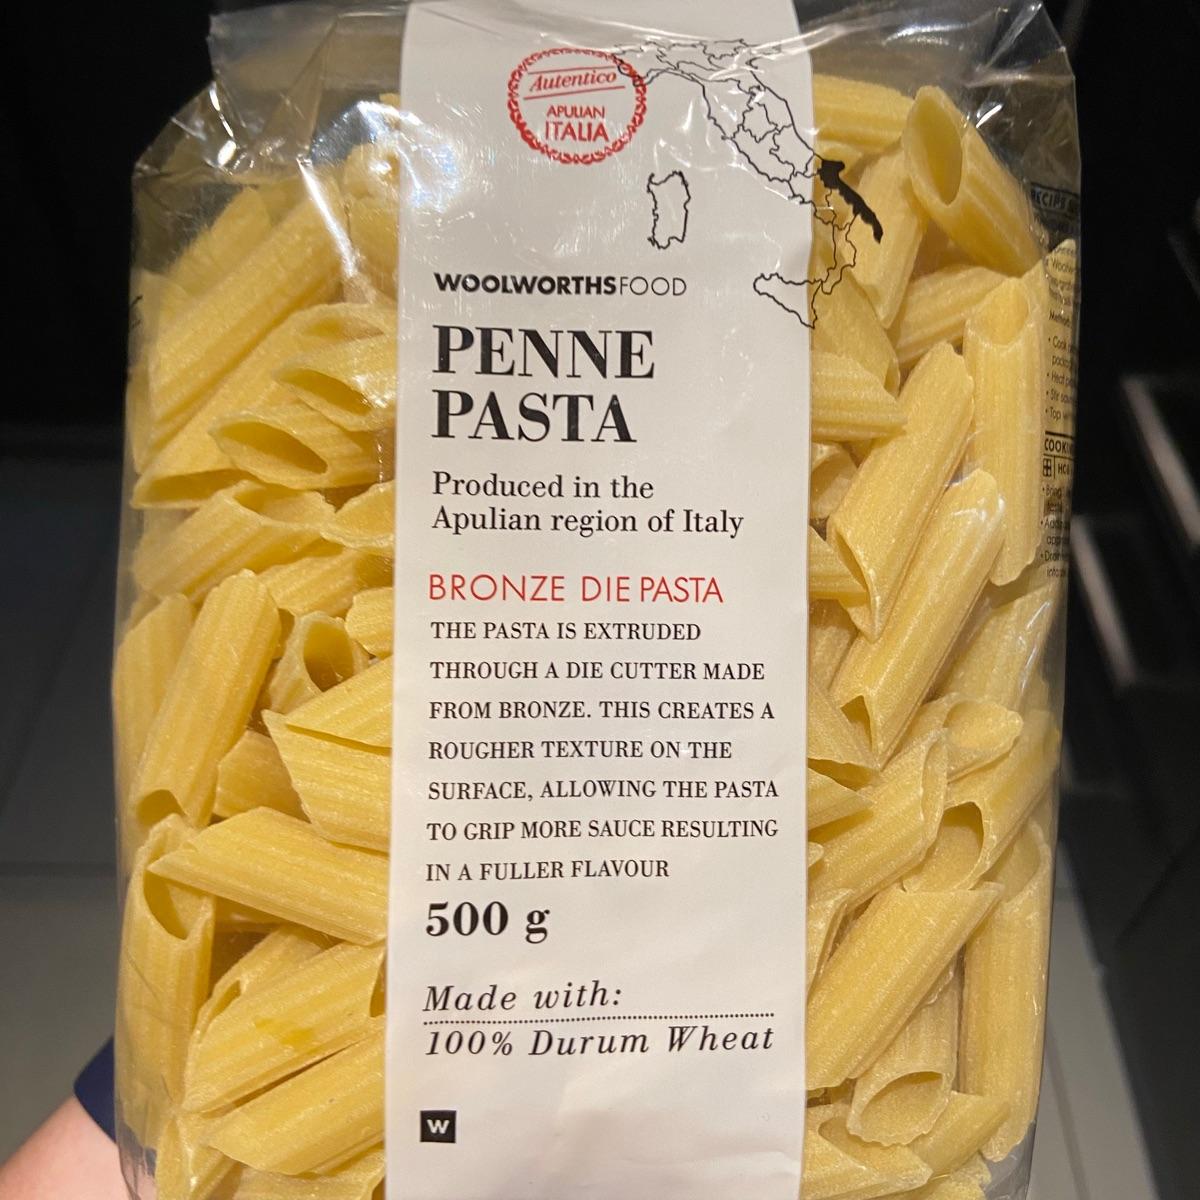 Autentico
APULIAN
ITALIA
WOOLWORTHSFOOD
PENNE
PASTA
Produced in the
Apulian region of Italy
BRONZE DIE PASTA
THE PASTA IS EXTRUDED
THROUGH A DIE CUTTER MADE
FROM BRONZE. THIS CREATES A
ROUGHER TEXTURE ON THE
SURFACE, ALLOWING THE PASTA
TO GRIP MORE SAUCE RESULTING
IN A FULLER FLAVOUR
500 g
Made with:
100% Durum Wheat
W